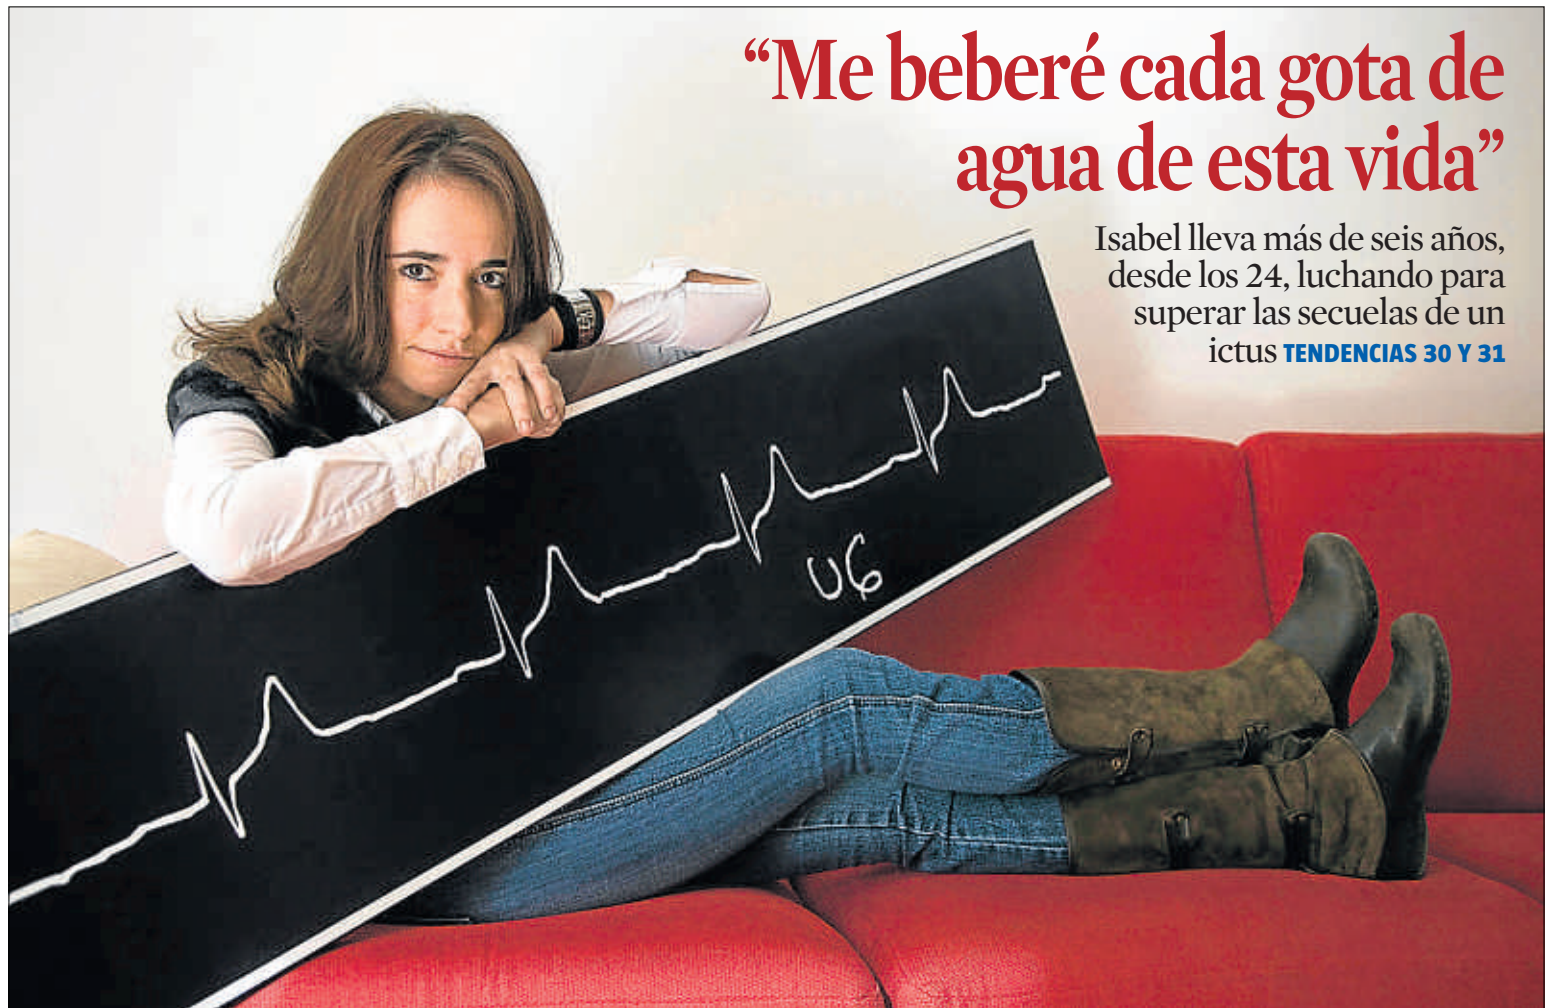 “Me beberé cada gota de
agua de esta vida”
Isabel lleva más de seis años,
desde los 24, luchando para
superar las secuelas de un
ictus TENDENCIAS 30 Y 31
V6